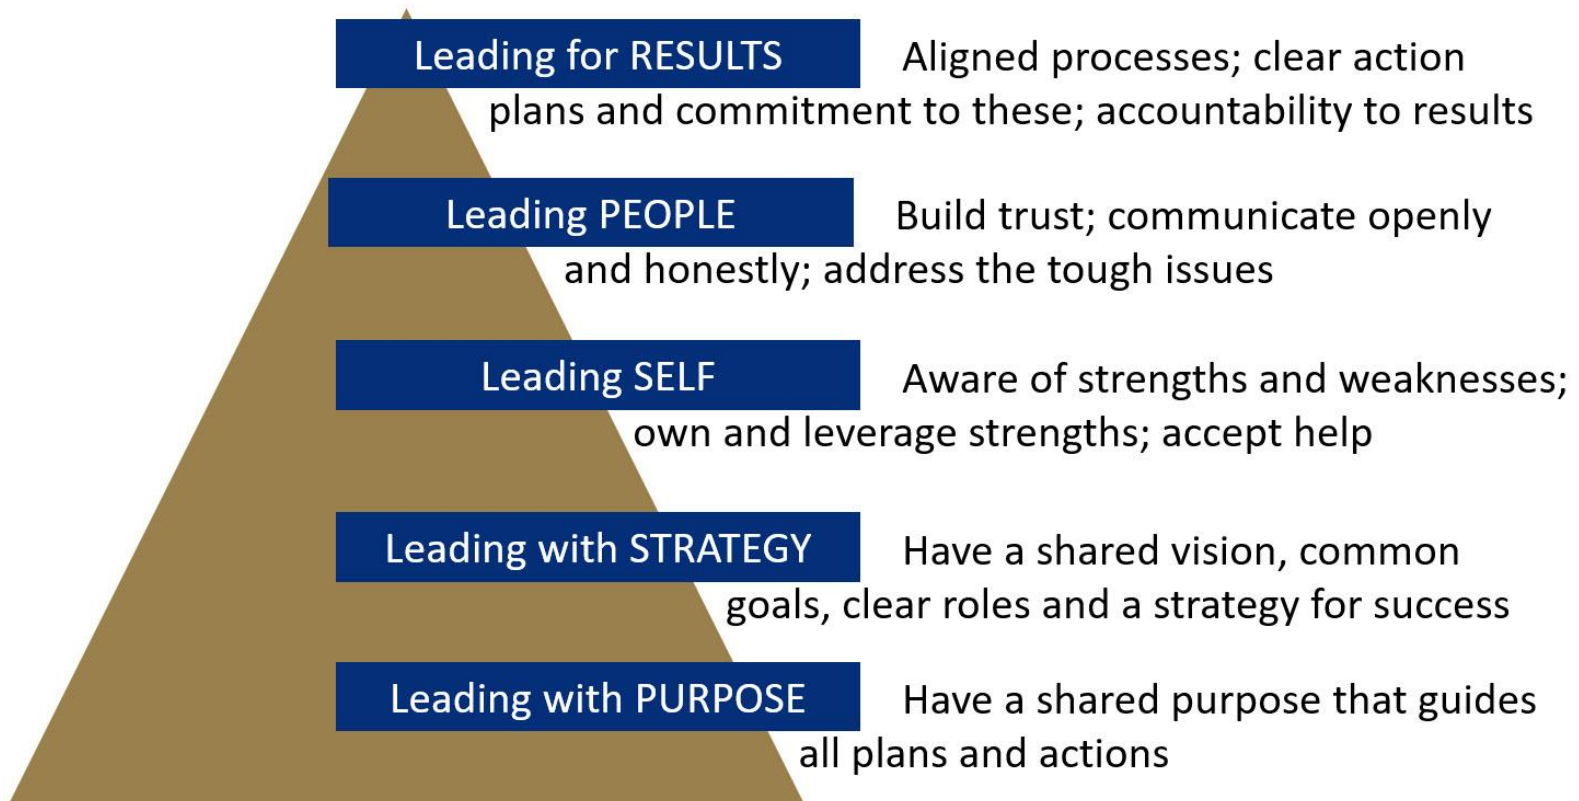 Leading for RESULTS Aligned processes; clear action
plans and commitment to these; accountability to results
Leading PEOPLE Build trust; communicate openly
and honestly; address the tough issues
Leading SELF Aware of strengths and weaknesses;
own and leverage strengths; accept help
Leading with STRATEGY Have a shared vision, common
goals, clear roles and a strategy for success
Leading with PURPOSE Have a shared purpose that guides
all plans and actions